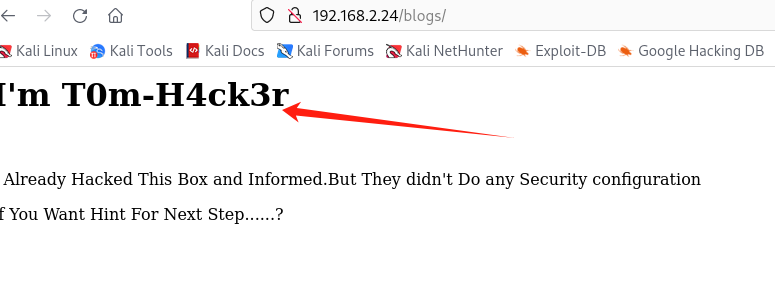 192.168.2.24/blogs/
Kali Linux Kali Tools Kali Docs Kali Forums Kali NetHunter Exploit-DB Google Hacking DB
I'm T0m-H4ck3r
Already Hacked This Box and Informed.But They didn't Do any Security configuration
f You Want Hint For Next Step......?